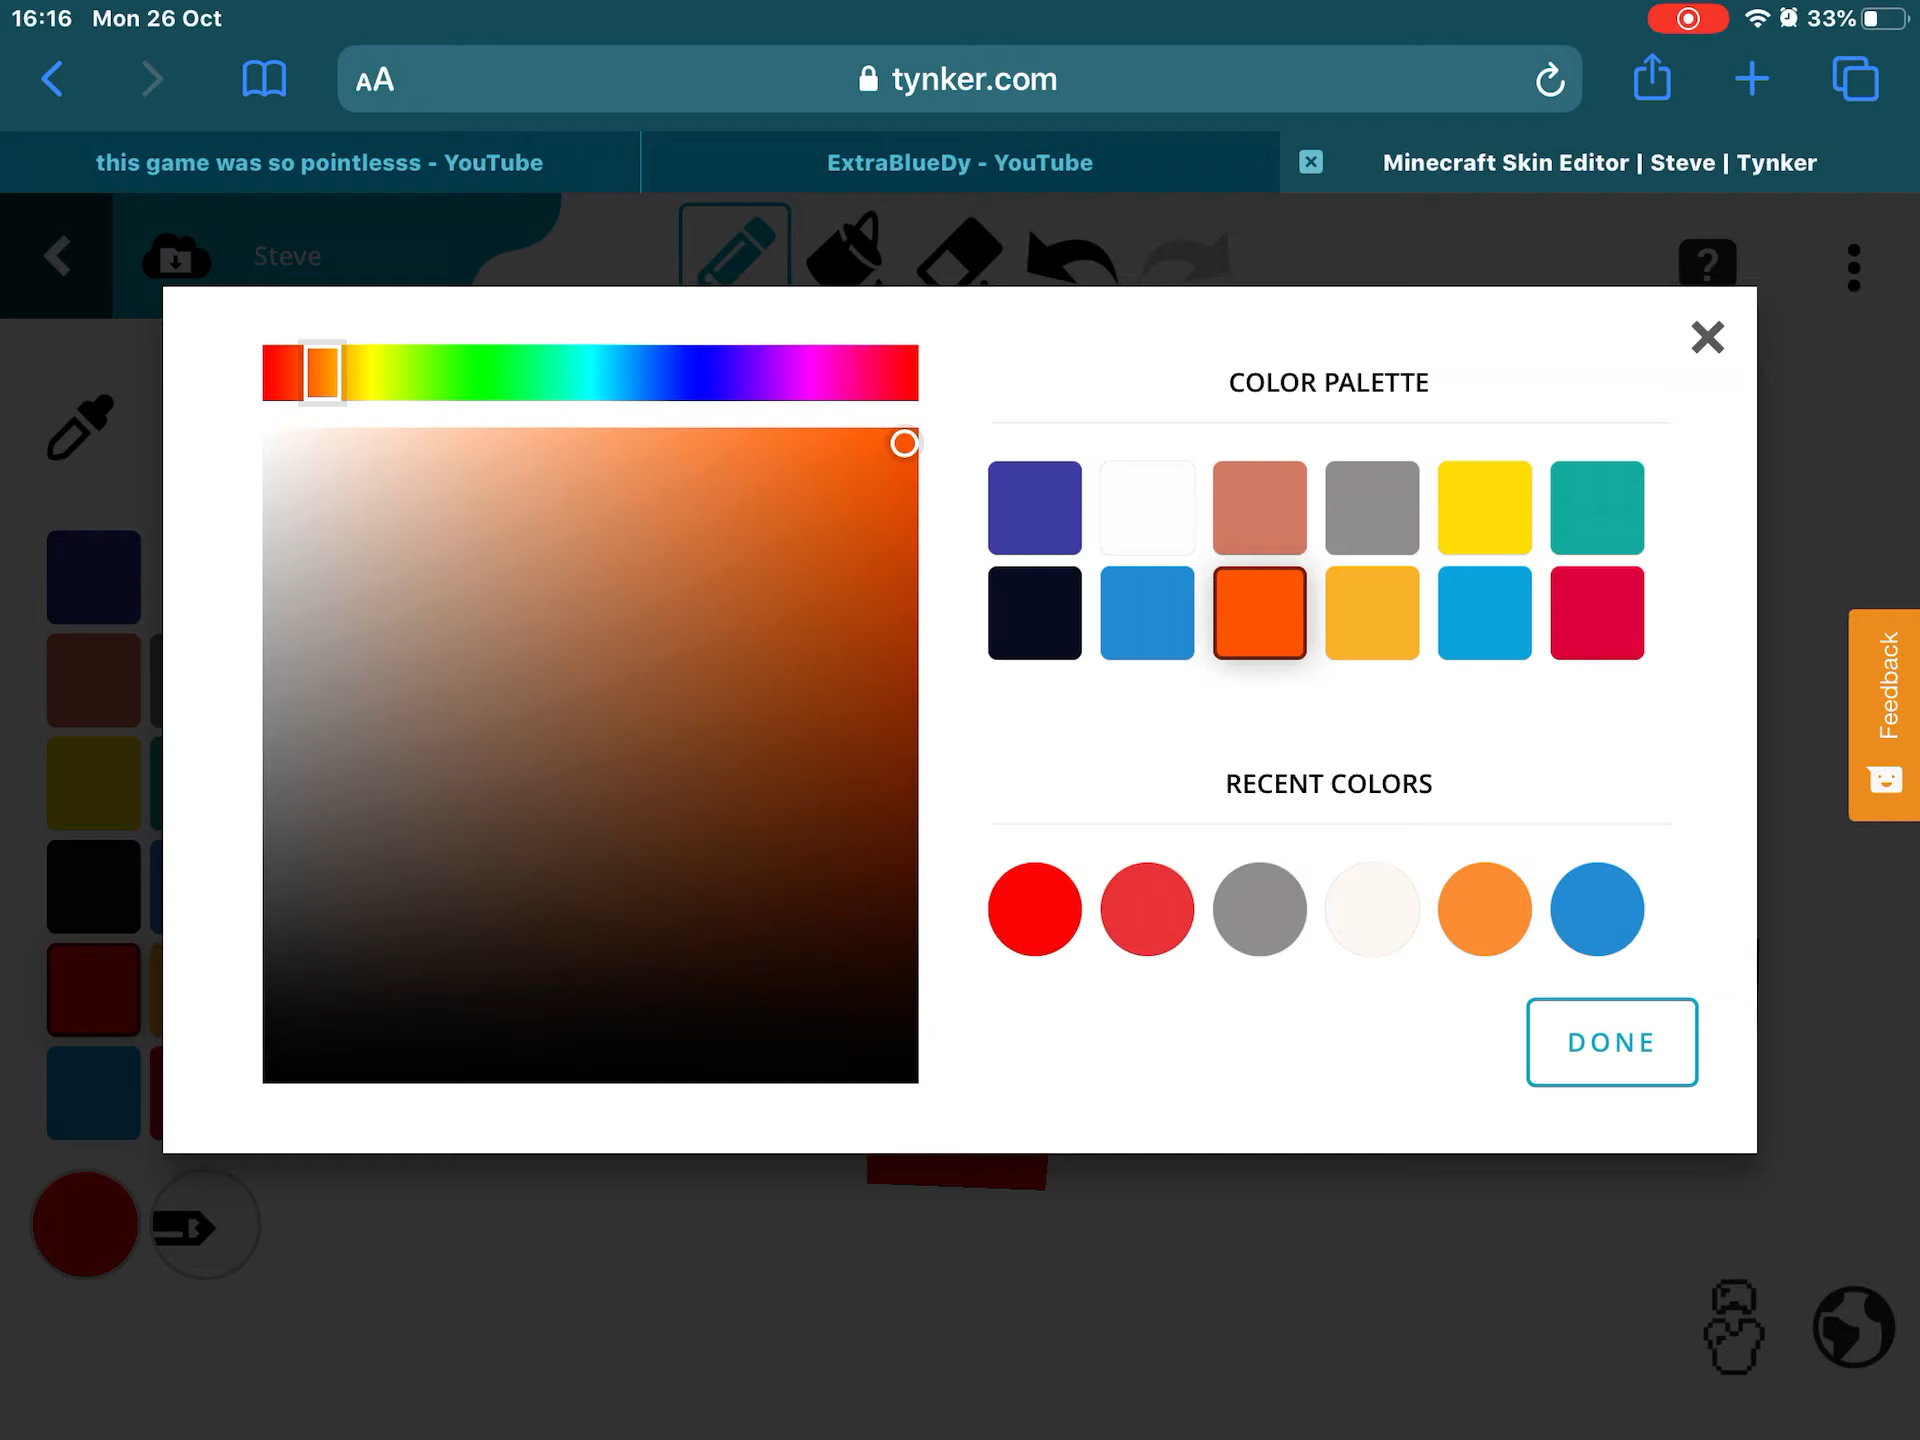 16:16 Mon 26 Oct
33%
AA
tynker.com
this game was so pointlesss - YouTube
ExtraBlueDy - YouTube
Minecraft Skin Editor | Steve | Tynker
Steve
?
COLOR PALETTE
RECENT COLORS
DONE
Feedback